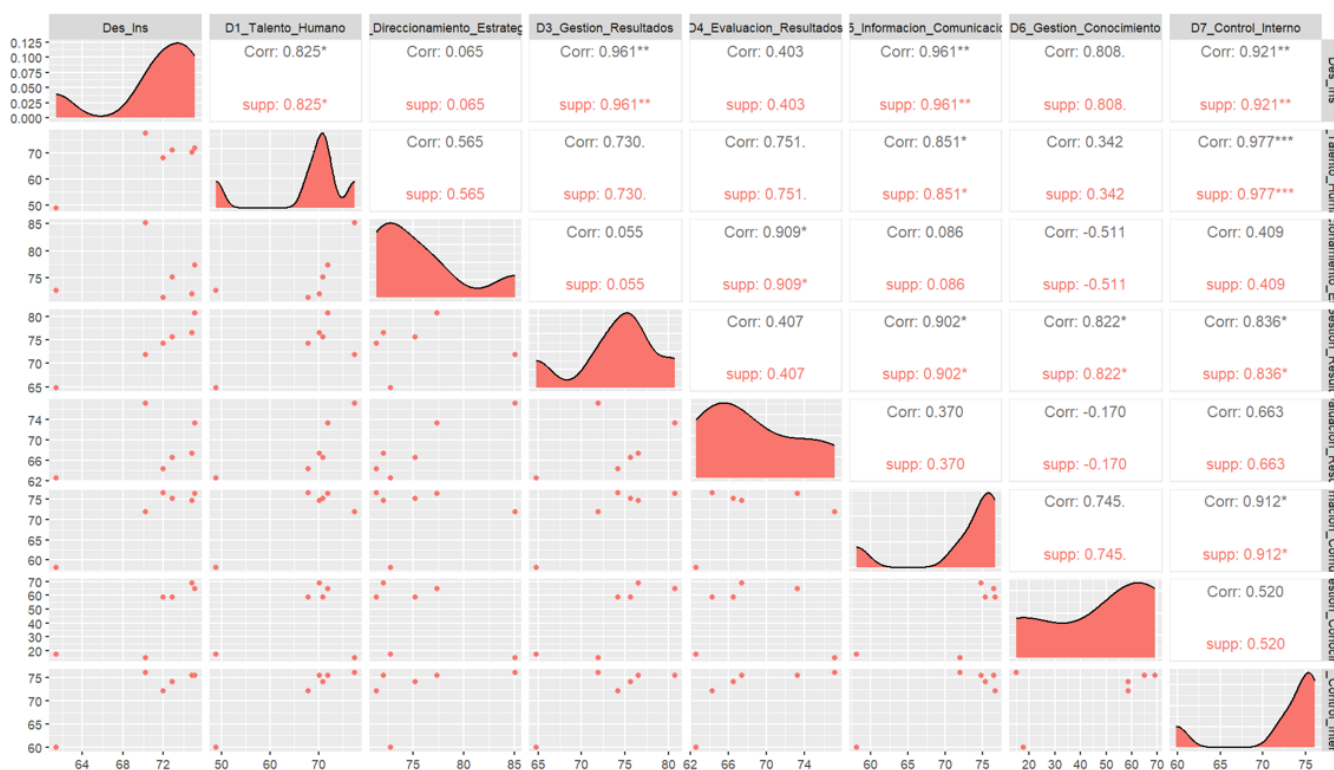 Des_Ins D1_Talento_Humano _Direccionamiento_Estrateg D3_Gestion_Resultados D4_Evaluacion_Resultados 5_Informacion_Comunicacio D6_Gestion_Conocimiento D7_Control_Interno
0.125
0.100
0.075
0.050
0.025
0.000
Corr: 0.825* Corr: 0.065 Corr: 0.961** Corr: 0.403 Corr: 0.961** Corr: 0.808. Corr: 0.921**
supp: 0.825* supp: 0.065 supp: 0.961** supp: 0.403 supp: 0.961** supp: 0.808. supp: 0.921**
Des_Ins
70
60
50
Corr: 0.565 Corr: 0.730. Corr: 0.751. Corr: 0.851* Corr: 0.342 Corr: 0.977***
supp: 0.565 supp: 0.730. supp: 0.751. supp: 0.851* supp: 0.342 supp: 0.977***
85
80
75
Corr: 0.055 Corr: 0.909* Corr: 0.086 Corr: -0.511 Corr: 0.409
supp: 0.055 supp: 0.909* supp: 0.086 supp: -0.511 supp: 0.409
80
75
70
65
Corr: 0.407 Corr: 0.902* Corr: 0.822* Corr: 0.836*
supp: 0.407 supp: 0.902* supp: 0.822* supp: 0.836*
74
70
66
62
Corr: 0.370 Corr: -0.170 Corr: 0.663
supp: 0.370 supp: -0.170 supp: 0.663
75
70
60
Corr: 0.745. Corr: 0.912*
supp: 0.745. supp: 0.912*
70
60
50
40
30
20
Corr: 0.520
supp: 0.520
75
70
65
60
64 68 72 50 60 70 75 80 85 65 70 75 80 62 66 70 74 60 65 70 75 20 30 40 50 60 70 60 65 70 75